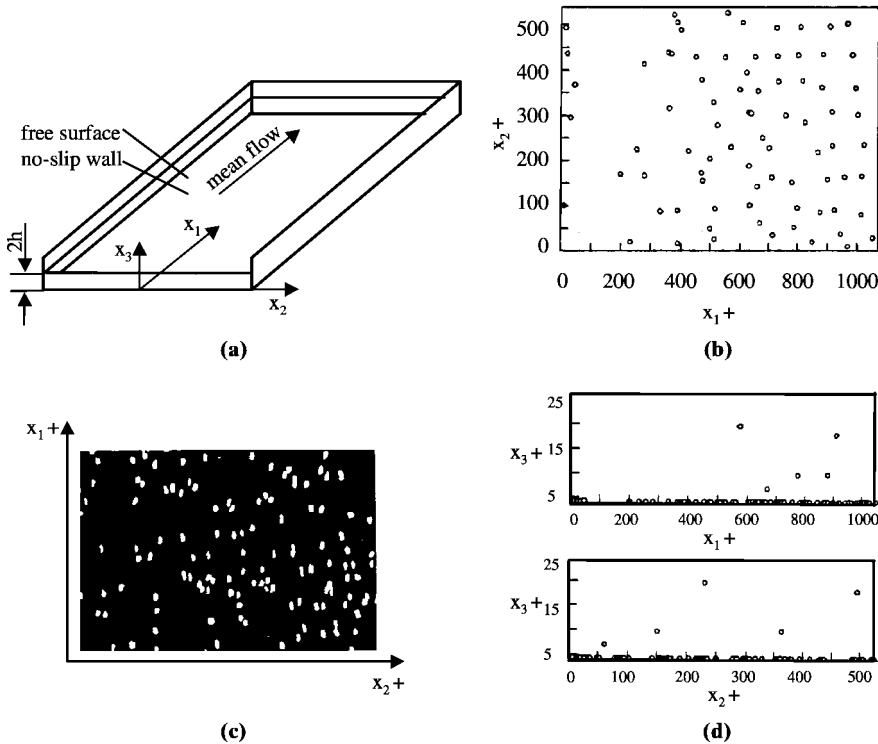 free surface
no-slip wall
mean flow
2h
x3
x1
x2
(a)
500
400
300
200
100
0
x2+
0 200 400 600 800 1000
x1+
(b)
x1+
x2+
(c)
25
15
5
x3+
0 200 400 600 800 1000
x1+
25
15
5
x3+
0 100 200 300 400 500
x2+
(d)